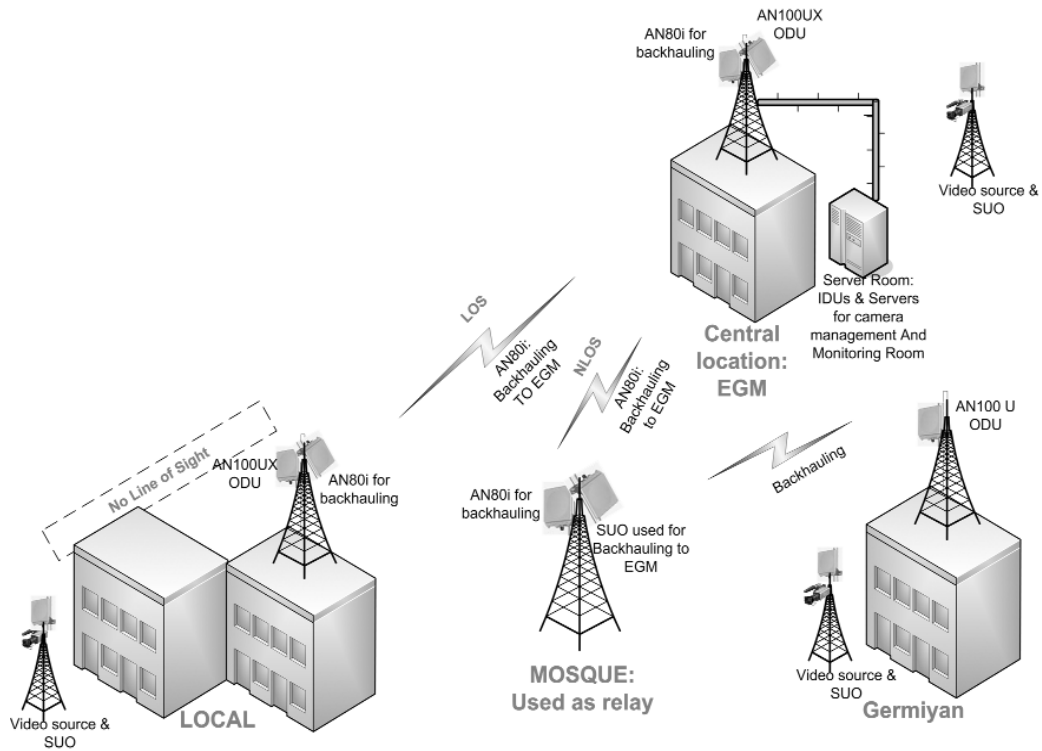 AN80i for
backhauling
AN100UX
ODU
Video source &
SUO
Server Room:
IDUs & Servers
for camera
management And
Monitoring Room
Central
location:
EGM
LOS
AN80i:
Backhauling
TO EGM
NLOS
AN80i:
Backhauling
to EGM
Backhauling
AN100 U
ODU
No Line of Sight
AN100UX
ODU
AN80i for
backhauling
AN80i for
backhauling
SUO used for
Backhauling to
EGM
Video source &
SUO
LOCAL
MOSQUE:
Used as relay
Video source &
SUO
Germiyan